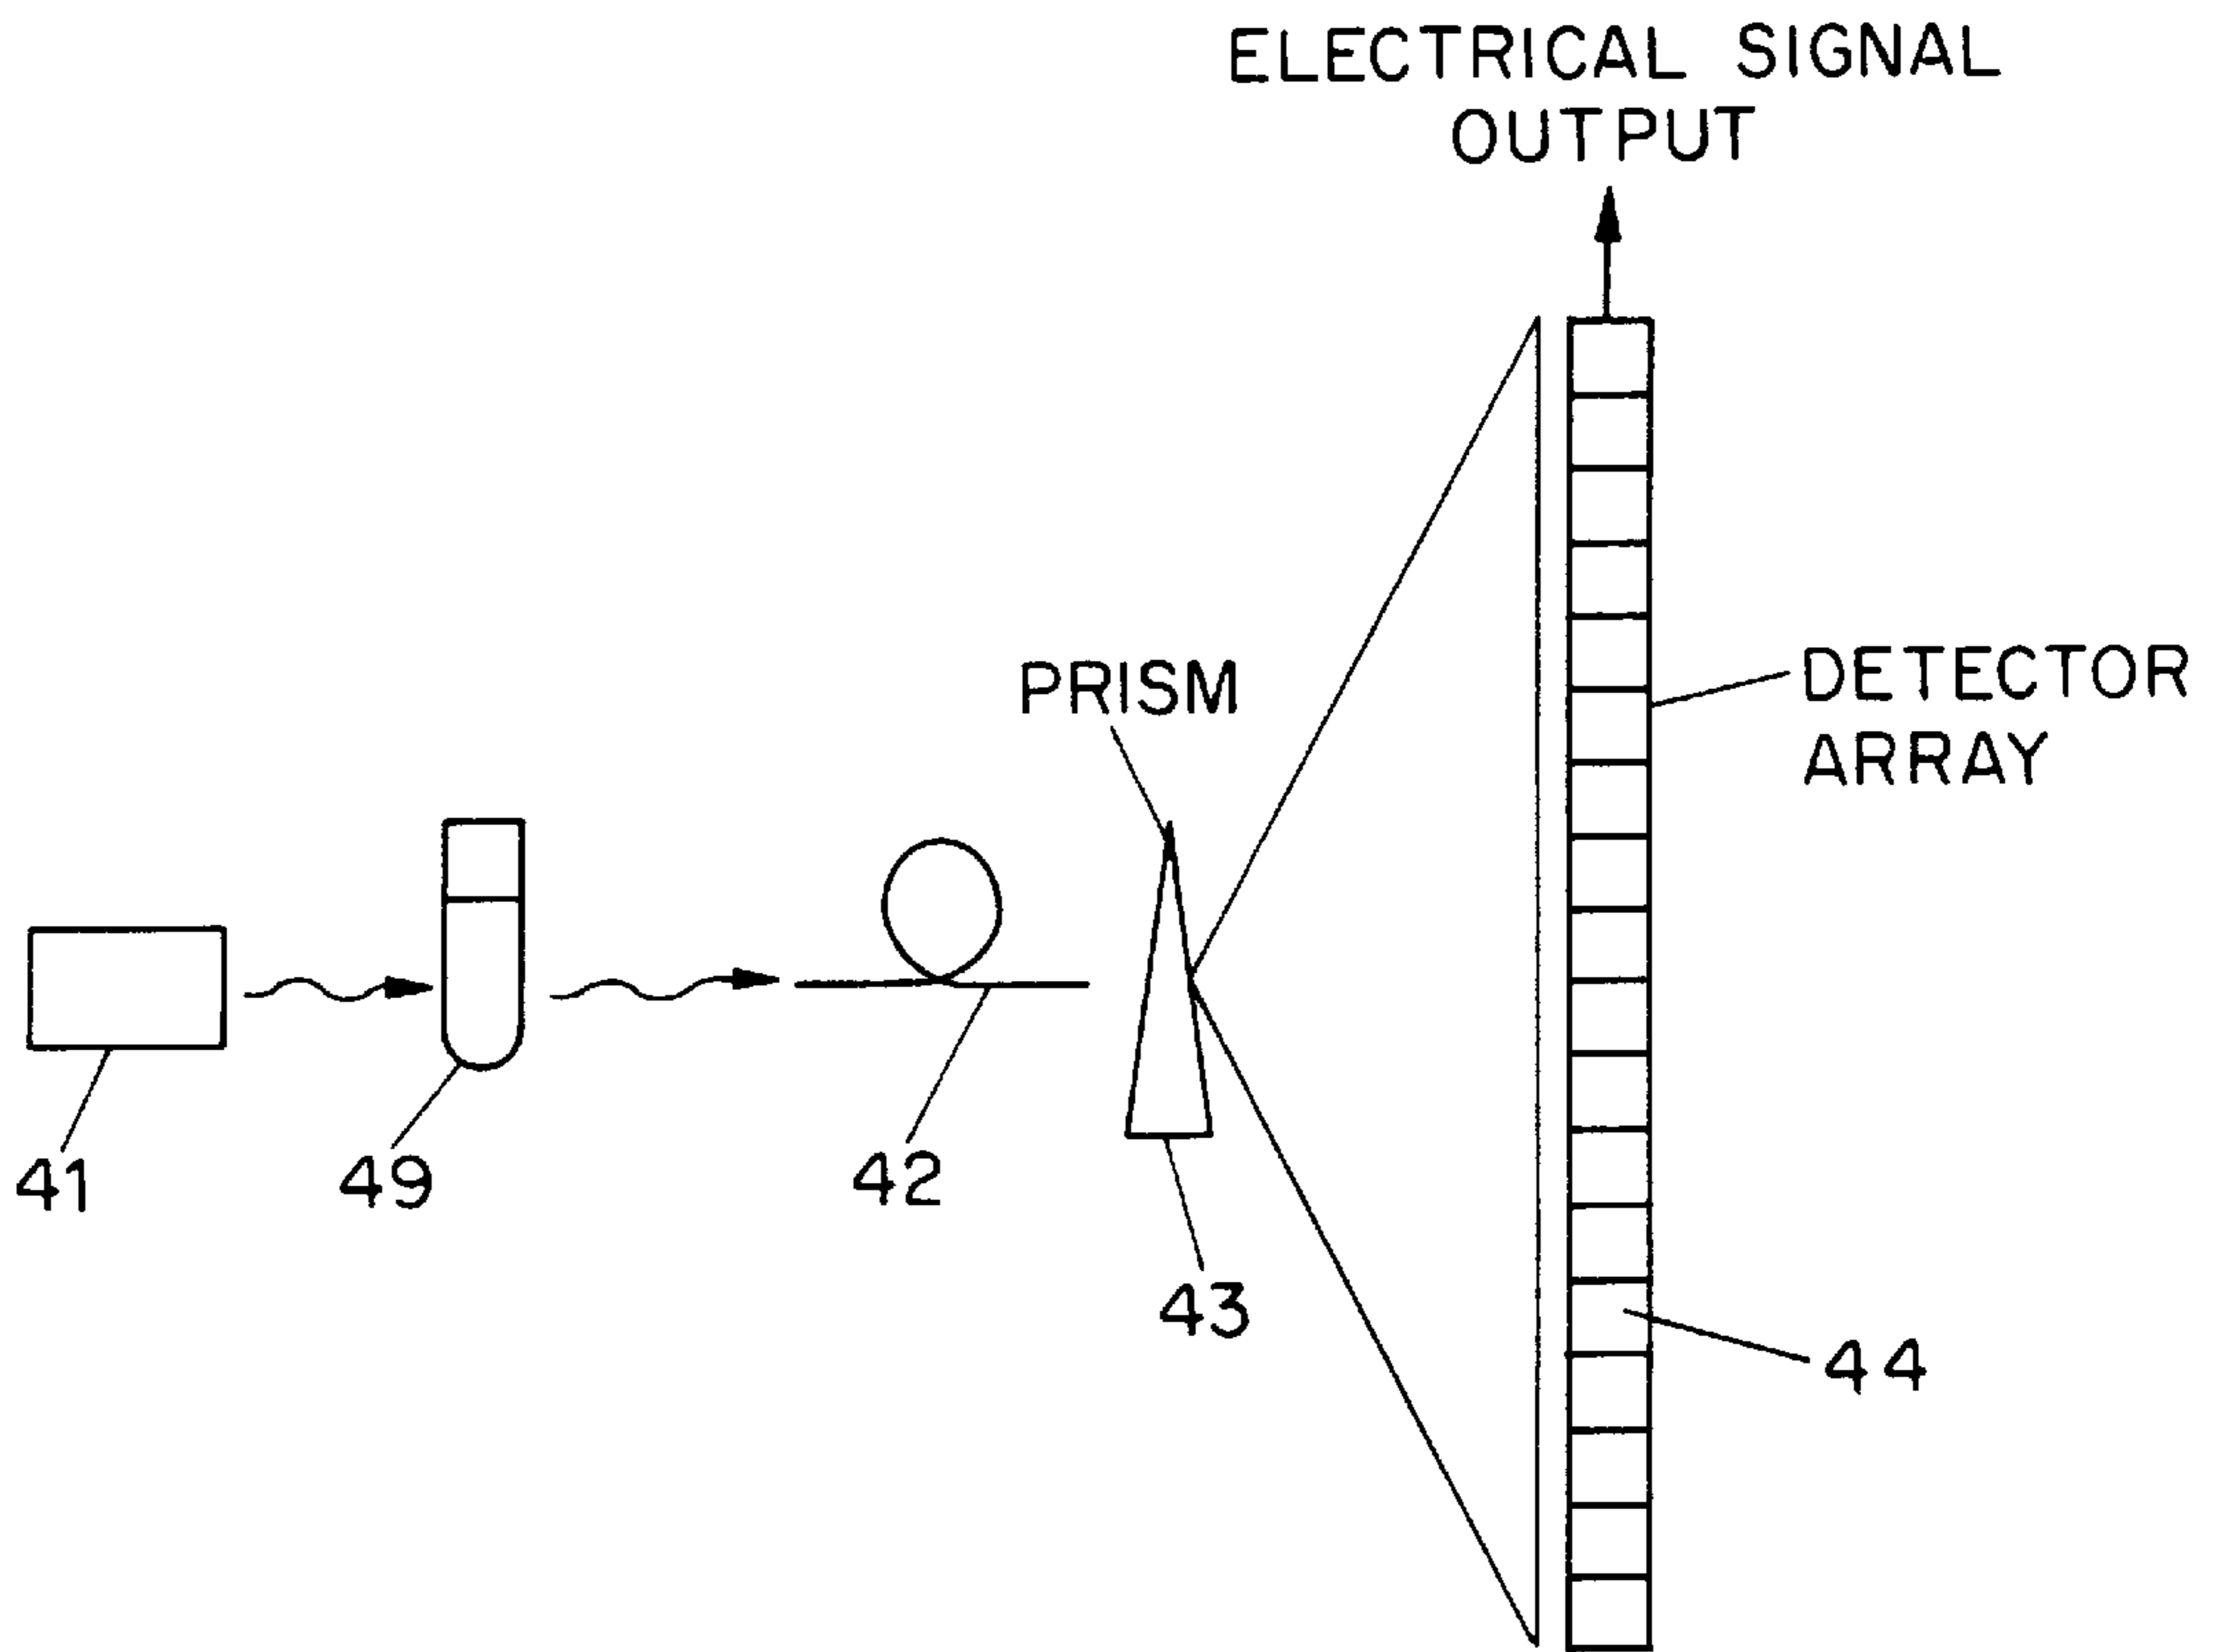 ELECTRICAL SIGNAL
OUTPUT
PRISM
DETECTOR
ARRAY
41
49
42
43
44